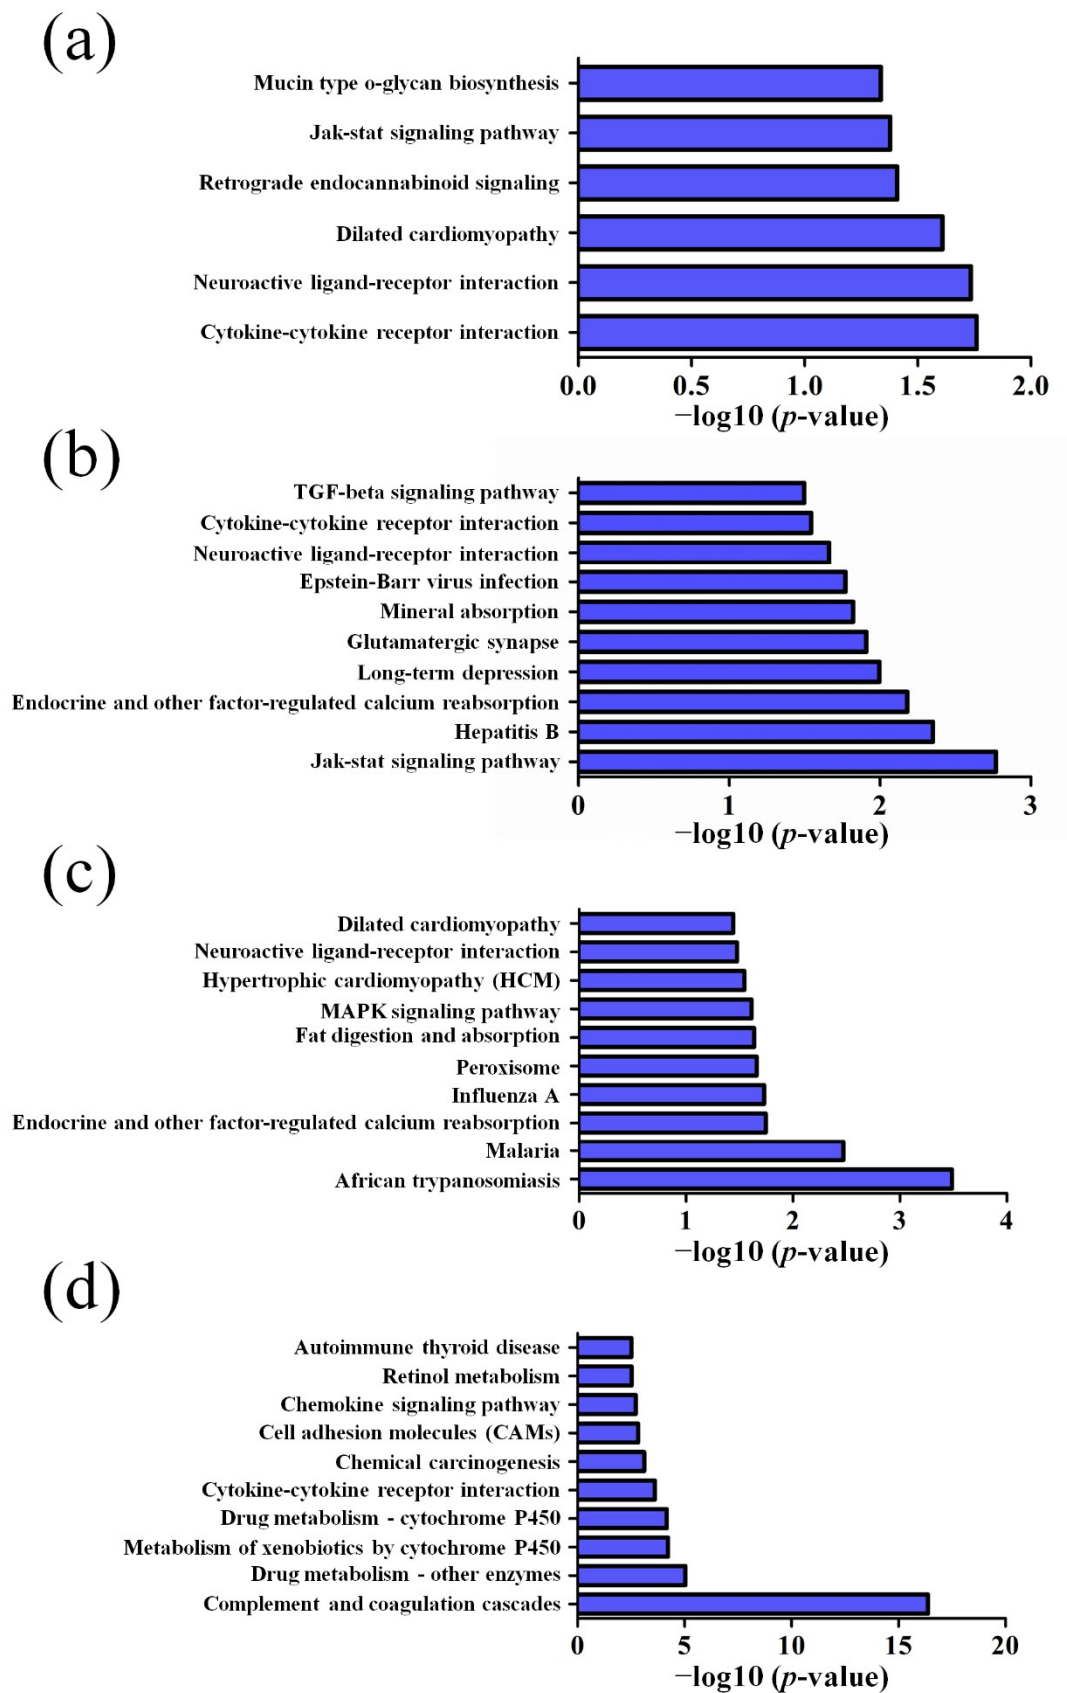 (a)
Mucin type o-glycan biosynthesis
Jak-stat signaling pathway
Retrograde endocannabinoid signaling
Dilated cardiomyopathy
Neuroactive ligand-receptor interaction
Cytokine-cytokine receptor interaction
0.0 0.5 1.0 1.5 2.0
−log10 (p-value)
(b)
TGF-beta signaling pathway
Cytokine-cytokine receptor interaction
Neuroactive ligand-receptor interaction
Epstein-Barr virus infection
Mineral absorption
Glutamatergic synapse
Long-term depression
Endocrine and other factor-regulated calcium reabsorption
Hepatitis B
Jak-stat signaling pathway
0 1 2 3
−log10 (p-value)
(c)
Dilated cardiomyopathy
Neuroactive ligand-receptor interaction
Hypertrophic cardiomyopathy (HCM)
MAPK signaling pathway
Fat digestion and absorption
Peroxisome
Influenza A
Endocrine and other factor-regulated calcium reabsorption
Malaria
African trypanosomiasis
0 1 2 3 4
−log10 (p-value)
(d)
Autoimmune thyroid disease
Retinol metabolism
Chemokine signaling pathway
Cell adhesion molecules (CAMs)
Chemical carcinogenesis
Cytokine-cytokine receptor interaction
Drug metabolism - cytochrome P450
Metabolism of xenobiotics by cytochrome P450
Drug metabolism - other enzymes
Complement and coagulation cascades
0 5 10 15 20
−log10 (p-value)